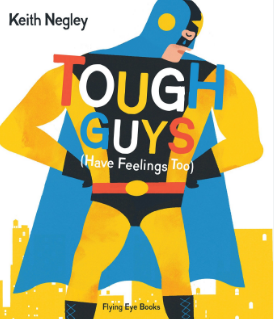 Keith Negley
TOUGH
GUYS
(Have Feelings Too)
Flying Eye Books